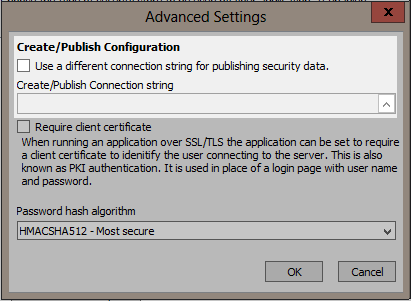 Advanced Settings
x
Create/Publish Configuration
Use a different connection string for publishing security data.
Create/Publish Connection string
Require client certificate
When running an application over SSL/TLS the application can be set to require
a client certificate to identifify the user connecting to the server. This is also
known as PKI authentication. It is used in place of a login page with user name
and password.
Password hash algorithm
HMACSHA512 - Most secure
OK
Cancel